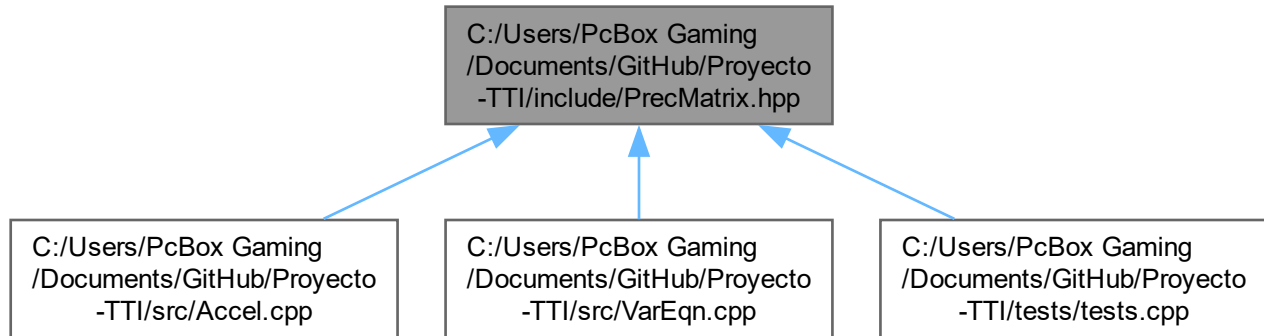 C:/Users/PcBox Gaming
/Documents/GitHub/Proyecto
-TTI/include/PrecMatrix.hpp
C:/Users/PcBox Gaming
/Documents/GitHub/Proyecto
-TTI/src/Accel.cpp
C:/Users/PcBox Gaming
/Documents/GitHub/Proyecto
-TTI/src/VarEqn.cpp
C:/Users/PcBox Gaming
/Documents/GitHub/Proyecto
-TTI/tests/tests.cpp